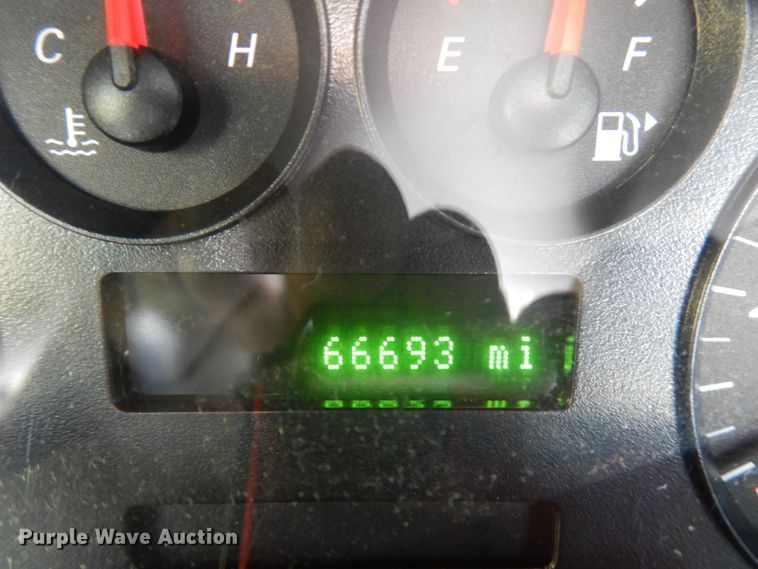 C H E F
66693 mi
Purple Wave Auction